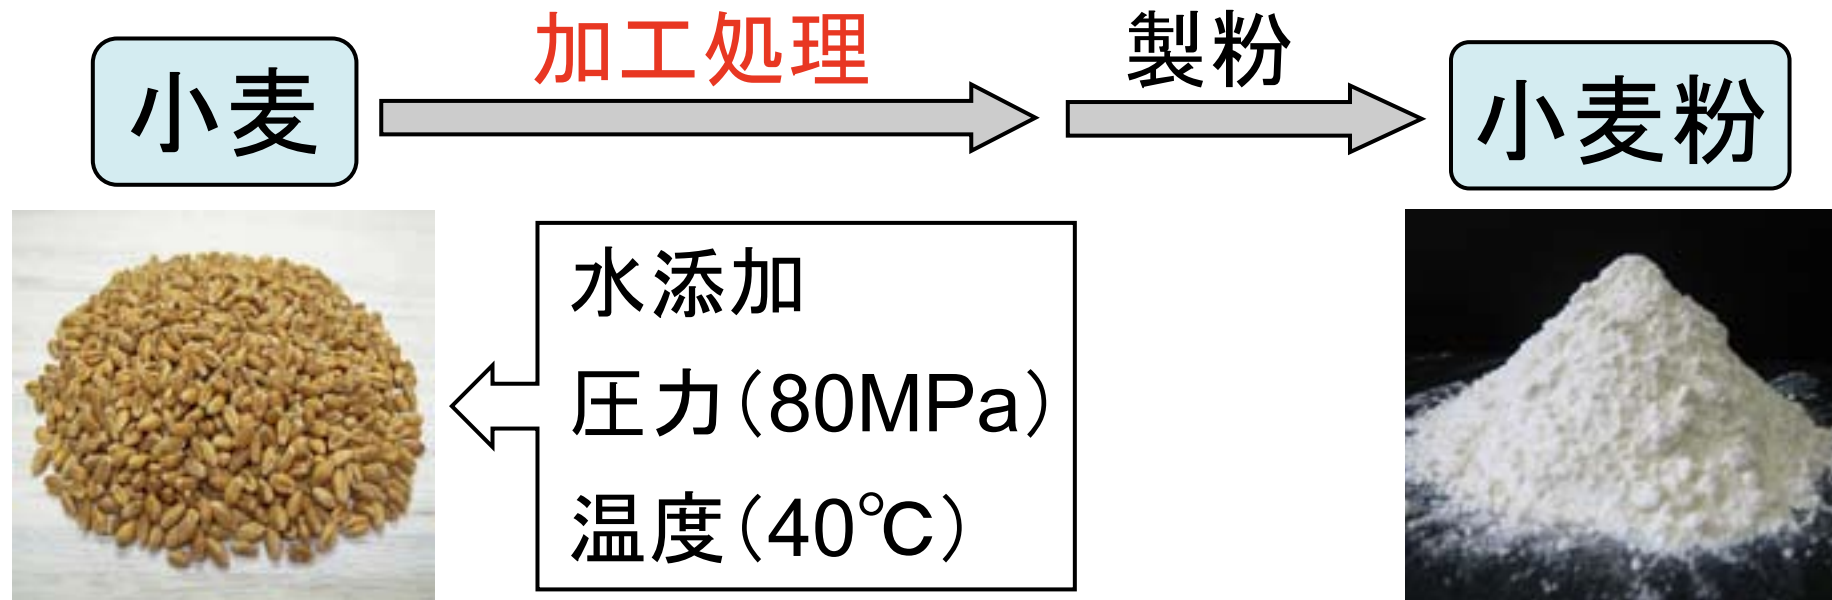 小麦
加工処理
製粉
小麦粉
水添加
圧力（80MPa）
温度（40℃）